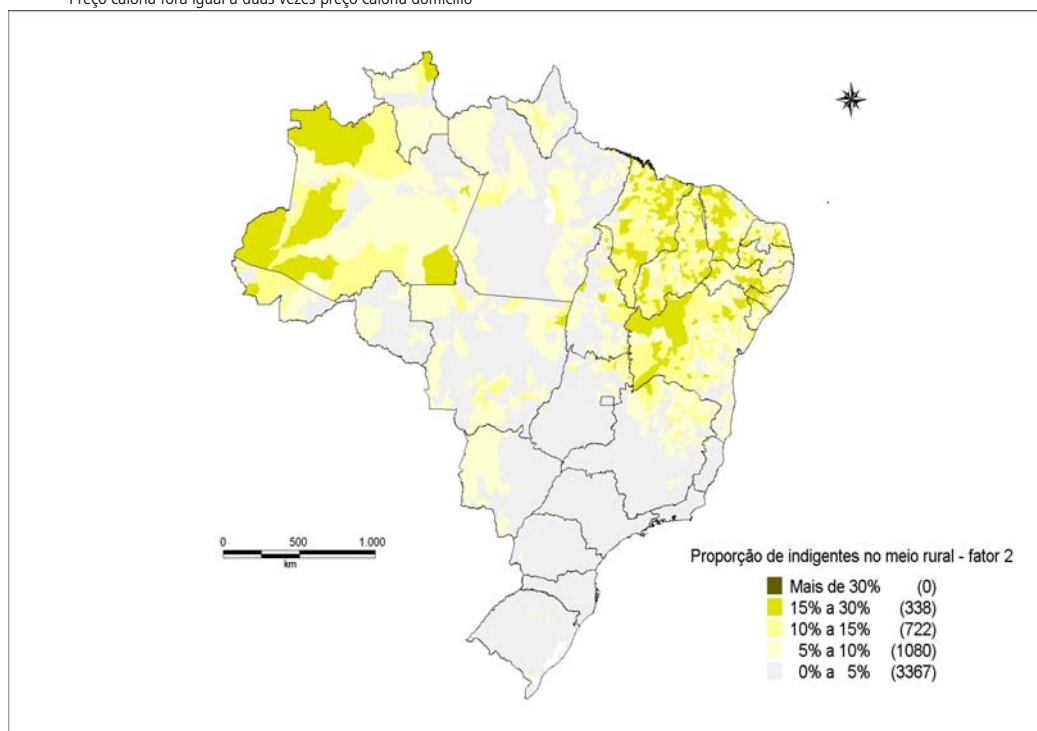 Preço caloria fora igual a duas vezes preço caloria domicílio
0 500 1.000
km
Proporção de indigentes no meio rural - fator 2
Mais de 30% (0)
15% a 30% (338)
10% a 15% (722)
5% a 10% (1080)
0% a 5% (3367)